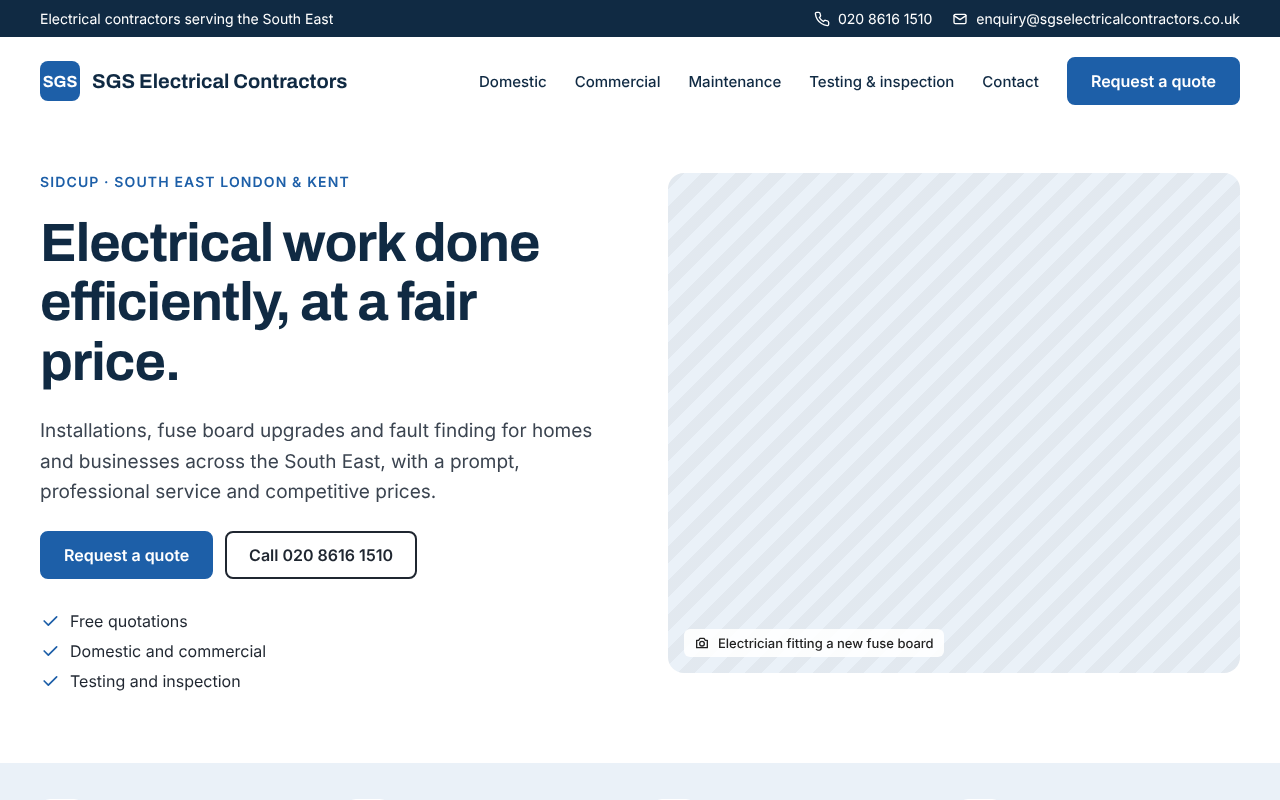 Electrical contractors serving the South East
020 8616 1510
enquiry@sgselectricalcontractors.co.uk
SGS
SGS Electrical Contractors
Domestic
Commercial
Maintenance
Testing & inspection
Contact
Request a quote
SIDCUP · SOUTH EAST LONDON & KENT
Electrical work done
efficiently, at a fair
price.
Installations, fuse board upgrades and fault finding for homes
and businesses across the South East, with a prompt,
professional service and competitive prices.
Request a quote
Call 020 8616 1510
Free quotations
Domestic and commercial
Testing and inspection
Electrician fitting a new fuse board